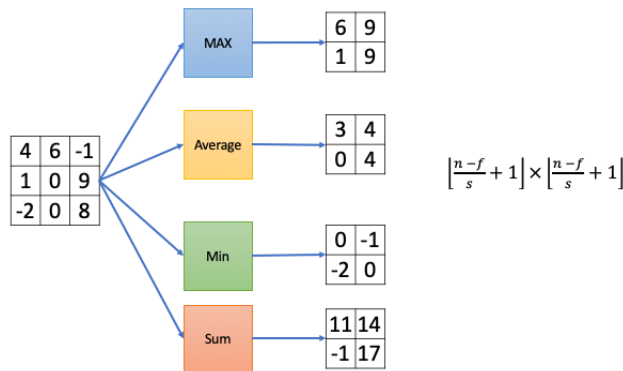 MAX
6 9
1 9
Average
3 4
0 4
4 6 -1
1 0 9
-2 0 8
⌊(n − f)/s + 1⌋ × ⌊(n − f)/s + 1⌋
Min
0 -1
-2 0
Sum
11 14
-1 17